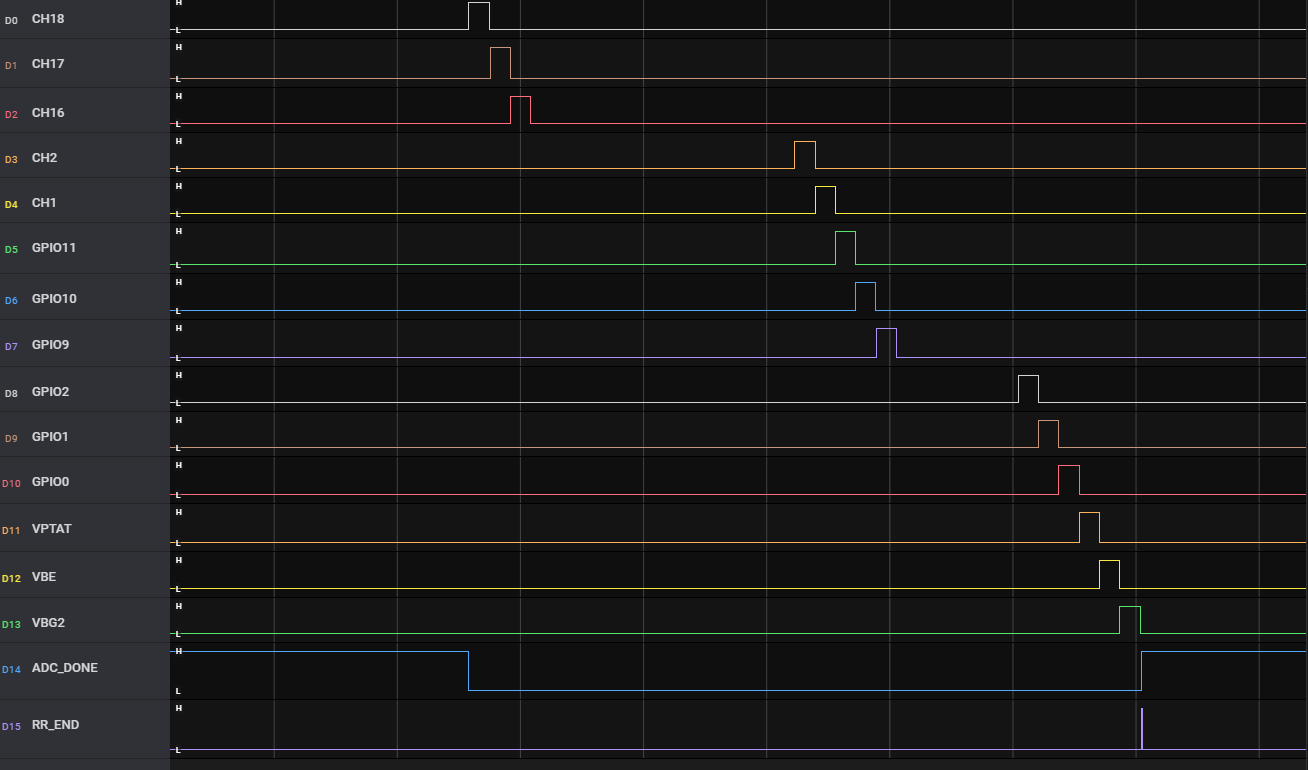 H
D0 CH18
L
H
D1 CH17
L
H
D2 CH16
L
H
D3 CH2
L
H
D4 CH1
L
H
D5 GPIO11
L
H
D6 GPIO10
L
H
D7 GPIO9
L
H
D8 GPIO2
L
H
D9 GPIO1
L
H
D10 GPIO0
L
H
D11 VPTAT
L
H
D12 VBE
L
H
D13 VBG2
L
H
D14 ADC_DONE
L
H
D15 RR_END
L